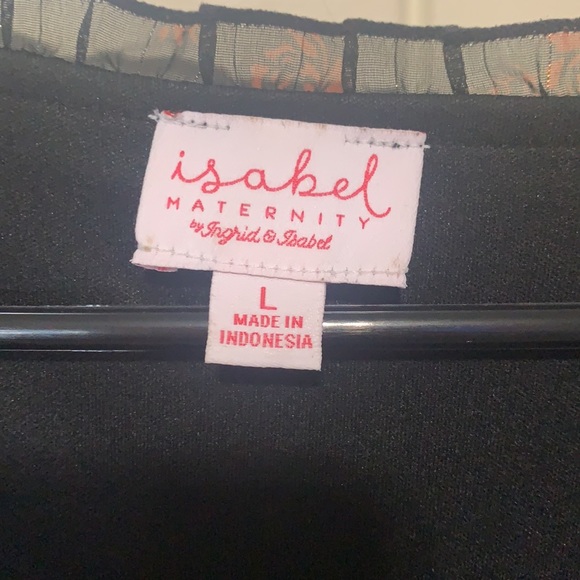 isabel
MATERNITY
by Ingrid & Isabel
L
MADE IN
INDONESIA